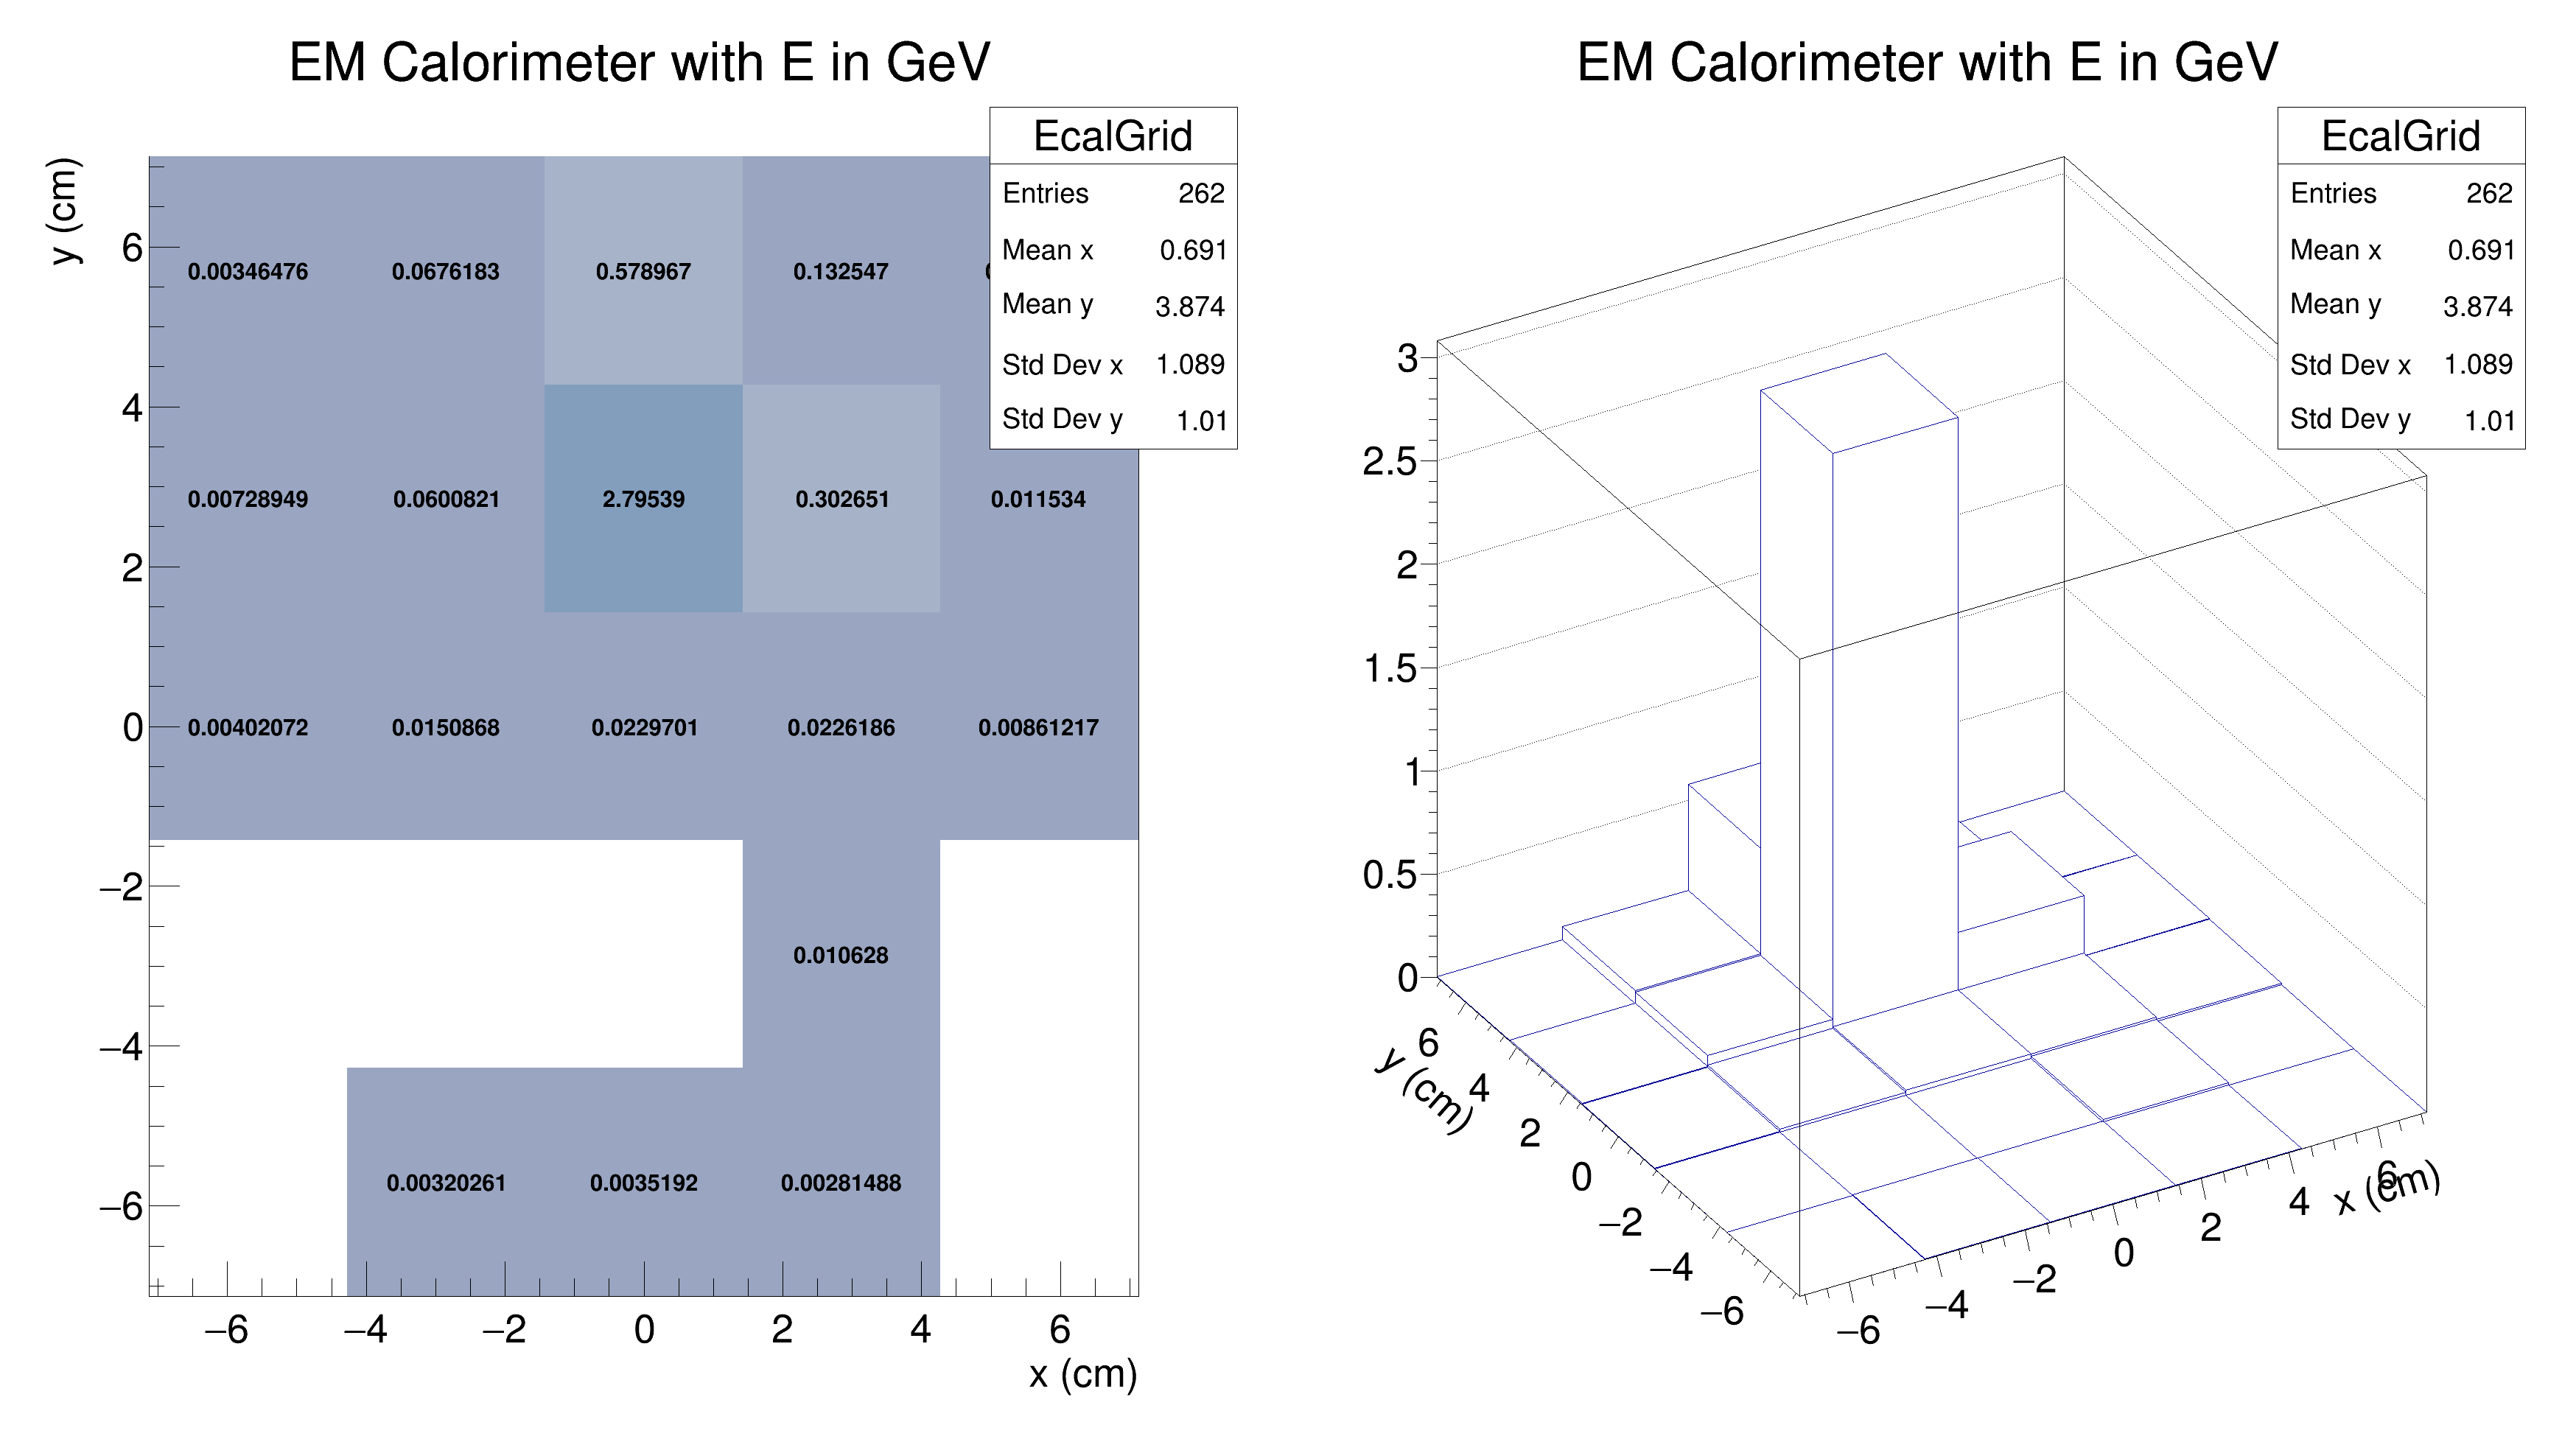 EM Calorimeter with E in GeV
y (cm)
EcalGrid
Entries 262
Mean x 0.691
Mean y 3.874
Std Dev x 1.089
Std Dev y 1.01
6
4
2
0
−2
−4
−6
0.00346476 0.0676183 0.578967 0.132547
0.00728949 0.0600821 2.79539 0.302651 0.011534
0.00402072 0.0150868 0.0229701 0.0226186 0.00861217
0.010628
0.00320261 0.0035192 0.00281488
−6 −4 −2 0 2 4 6
x (cm)
EM Calorimeter with E in GeV
EcalGrid
Entries 262
Mean x 0.691
Mean y 3.874
Std Dev x 1.089
Std Dev y 1.01
3
2.5
2
1.5
1
0.5
0
6
4
2
0
−2
−4
−6
y (cm)
−6
−4
−2
0
2
4
6
x (cm)